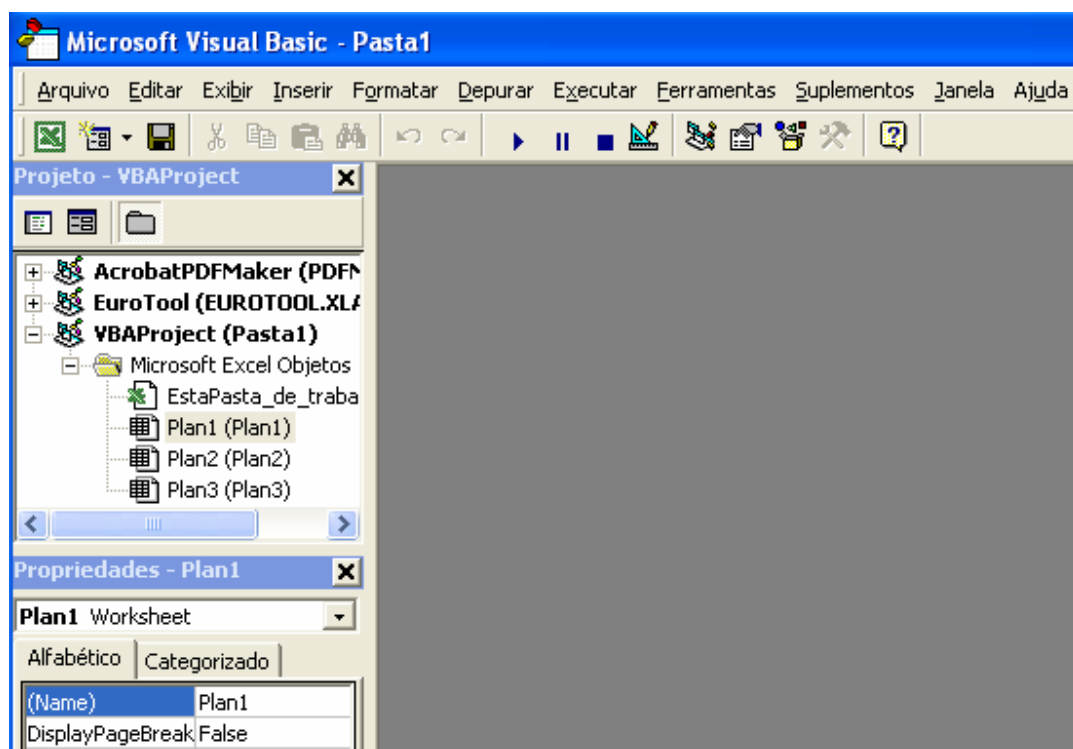 Microsoft Visual Basic - Pasta1
Arquivo Editar Exibir Inserir Formatar Depurar Executar Ferramentas Suplementos Janela Ajuda
Projeto - VBAProject
AcrobatPDFMaker (PDFM
EuroTool (EUROTOOL.XLA
VBAProject (Pasta1)
Microsoft Excel Objetos
EstaPasta_de_traba
Plan1 (Plan1)
Plan2 (Plan2)
Plan3 (Plan3)
Propriedades - Plan1
Plan1 Worksheet
Alfabético Categorizado
(Name) Plan1
DisplayPageBreak False